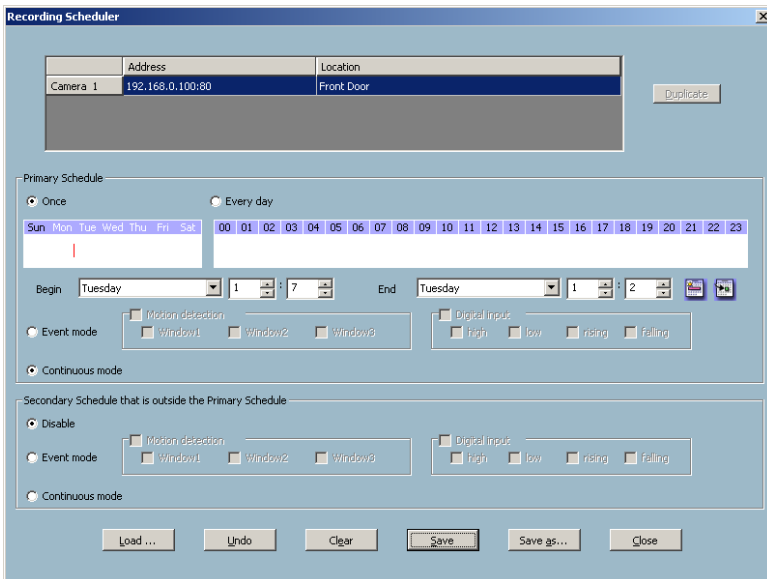 Recording Scheduler
Address Location
Camera 1 192.168.0.100:80 Front Door
Duplicate
Primary Schedule
Once Every day
Sun Mon Tue Wed Thu Fri Sat 00 01 02 03 04 05 06 07 08 09 10 11 12 13 14 15 16 17 18 19 20 21 22 23
Begin Tuesday 1 : 7 End Tuesday 1 : 2
Motion detection Digital input
Event mode Window1 Window2 Window3 high low rising falling
Continuous mode
Secondary Schedule that is outside the Primary Schedule
Disable
Motion detection Digital input
Event mode Window1 Window2 Window3 high low rising falling
Continuous mode
Load ... Undo Clear Save Save as... Close